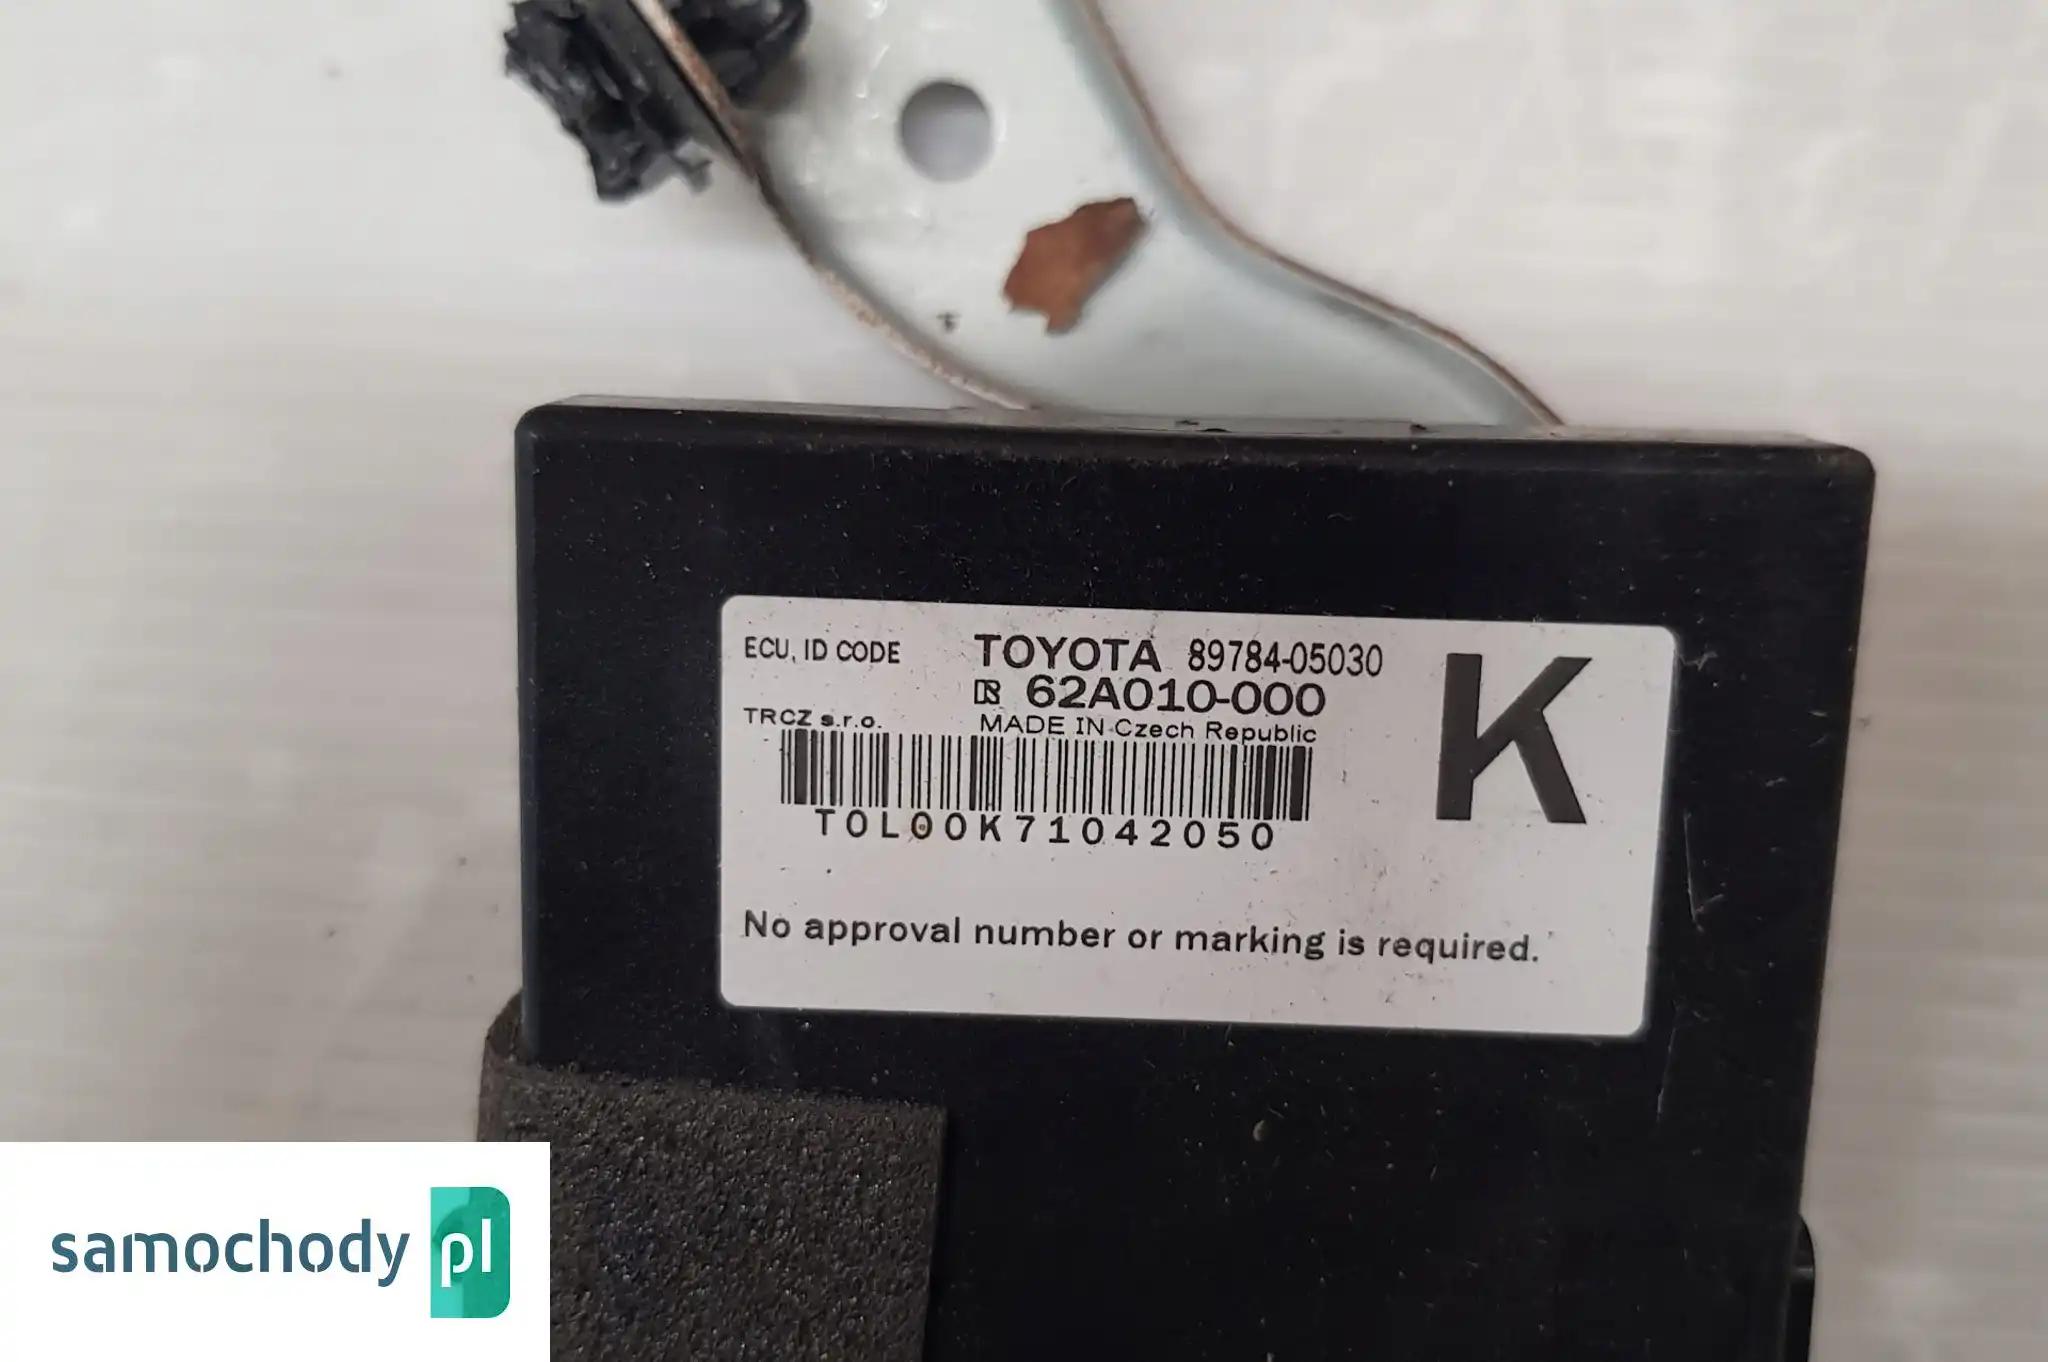 ECU, ID CODE TOYOTA 89784-05030
62A010-000
K
TRCZ s.r.o. MADE IN Czech Republic
T0L00K71042050
No approval number or marking is required.
samochody pl